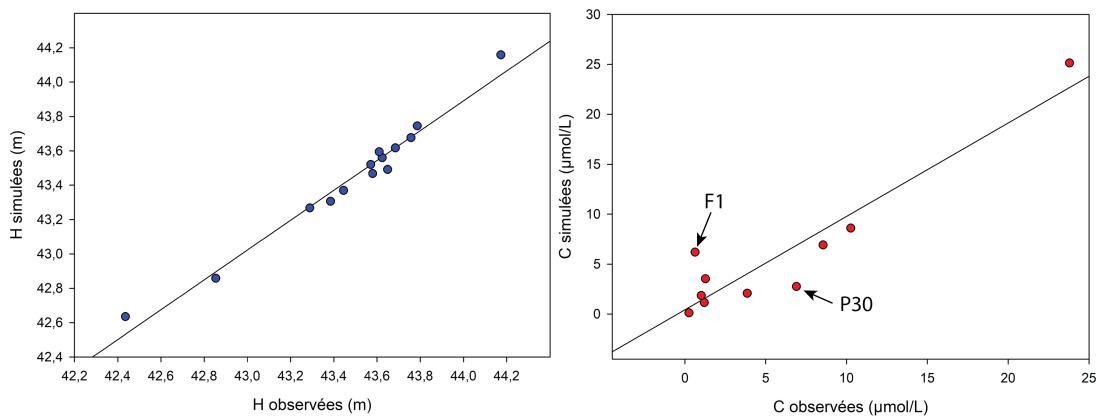 44,2
44,0
43,8
43,6
43,4
43,2
43,0
42,8
42,6
42,4
H simulées (m)
42,2 42,4 42,6 42,8 43,0 43,2 43,4 43,6 43,8 44,0 44,2
H observées (m)
30
25
20
15
10
5
0
C simulées (µmol/L)
F1
P30
0 5 10 15 20 25
C observées (µmol/L)